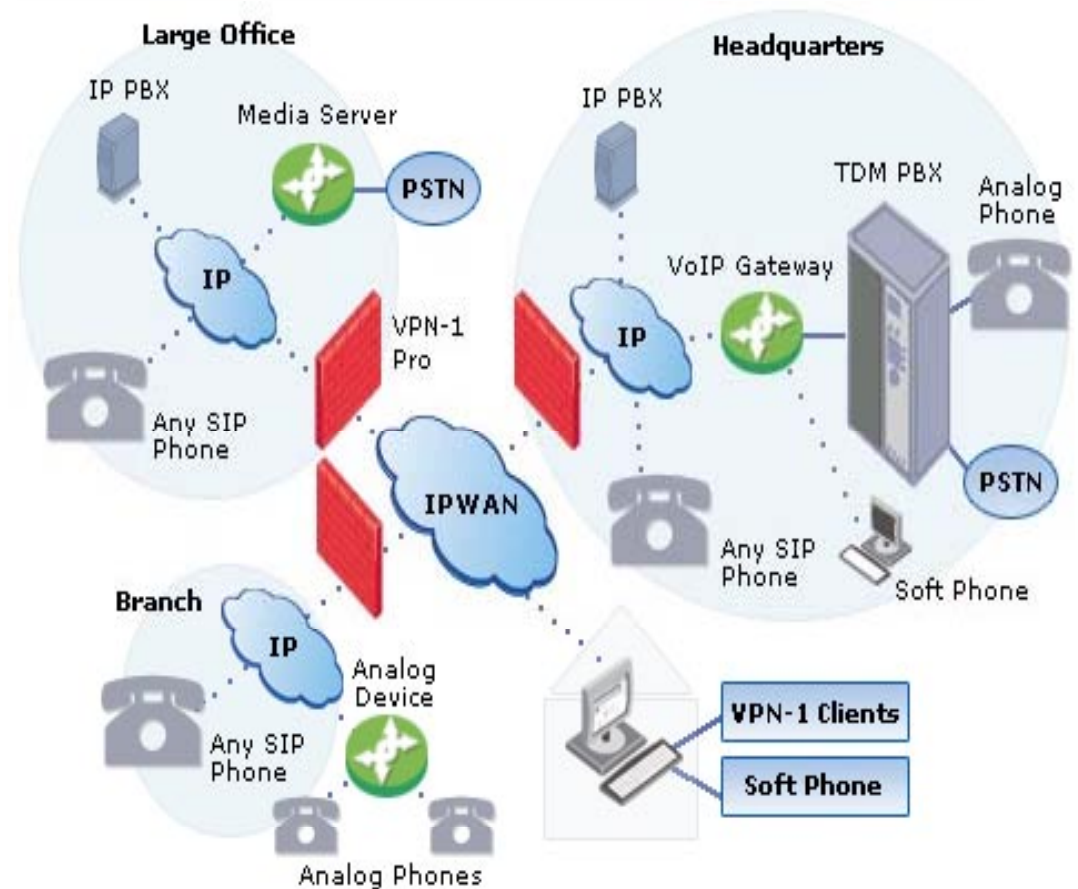 Large Office
Headquarters
IP PBX
Media Server
PSTN
IP
VPN-1
Pro
Any SIP
Phone
IP PBX
TDM PBX
Analog
Phone
VoIP Gateway
IP
PSTN
Any SIP
Phone
Soft Phone
IPWAN
Branch
IP
Analog
Device
Any SIP
Phone
Analog Phones
VPN-1 Clients
Soft Phone